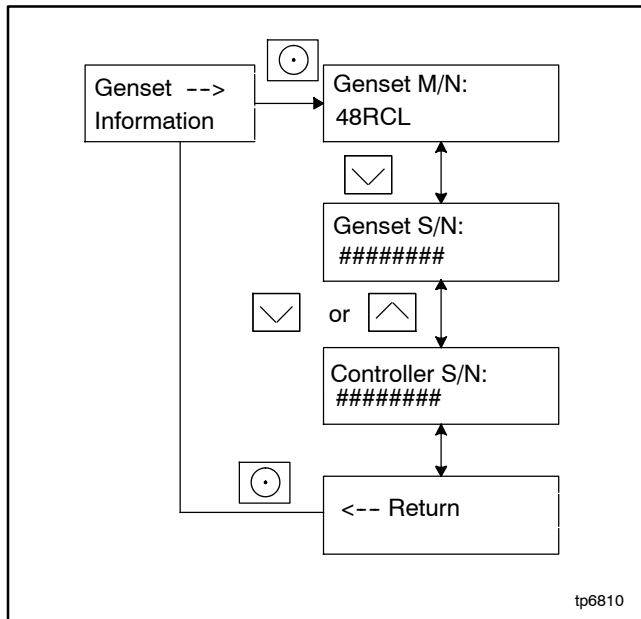 Genset -->
Information
Genset M/N:
48RCL
Genset S/N:
########
or
Controller S/N:
########
<-- Return
tp6810